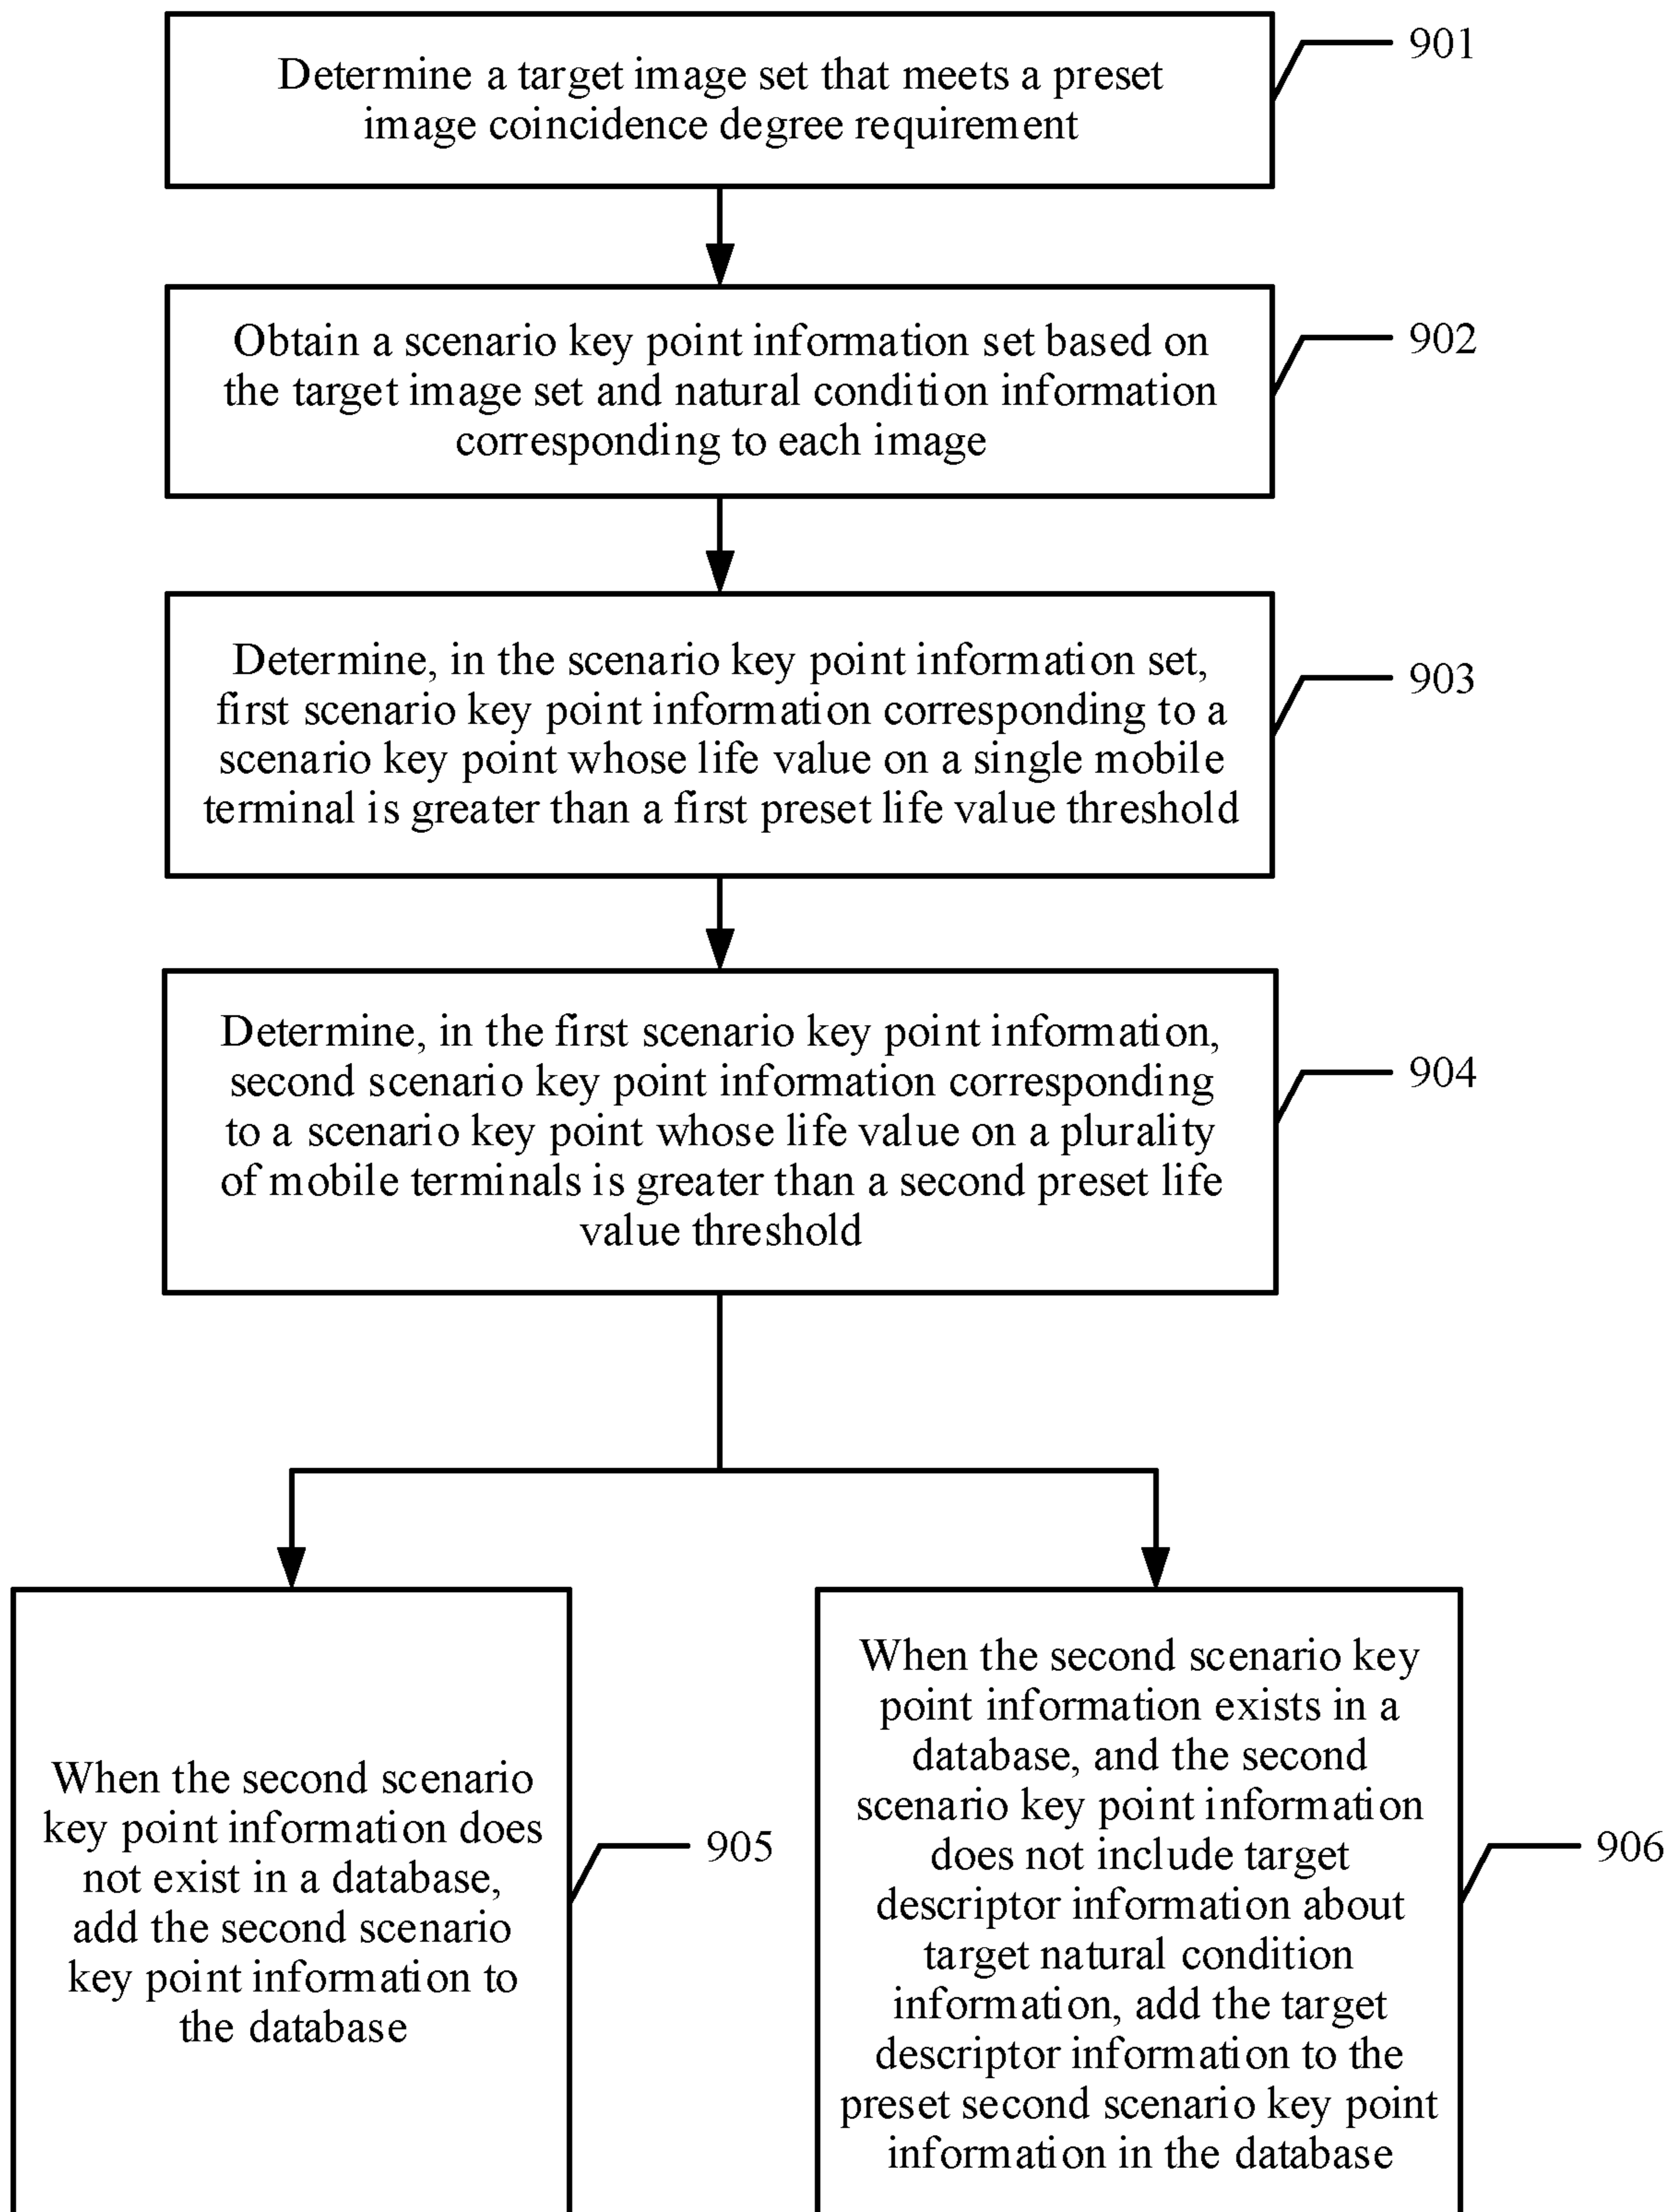 Determine a target image set that meets a preset
image coincidence degree requirement
901
Obtain a scenario key point information set based on
the target image set and natural condition information
corresponding to each image
902
Determine, in the scenario key point information set,
first scenario key point information corresponding to a
scenario key point whose life value on a single mobile
terminal is greater than a first preset life value threshold
903
Determine, in the first scenario key point information,
second scenario key point information corresponding
to a scenario key point whose life value on a plurality
of mobile terminals is greater than a second preset life
value threshold
904
When the second scenario
key point information does
not exist in a database,
add the second scenario
key point information to
the database
905
When the second scenario key
point information exists in a
database, and the second
scenario key point information
does not include target
descriptor information about
target natural condition
information, add the target
descriptor information to the
preset second scenario key point
information in the database
906